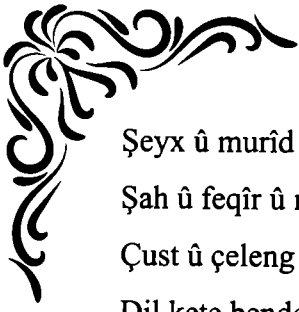 Şeyx û murîd
Şah û feqîr û
Çust û çeleng
Dil kete